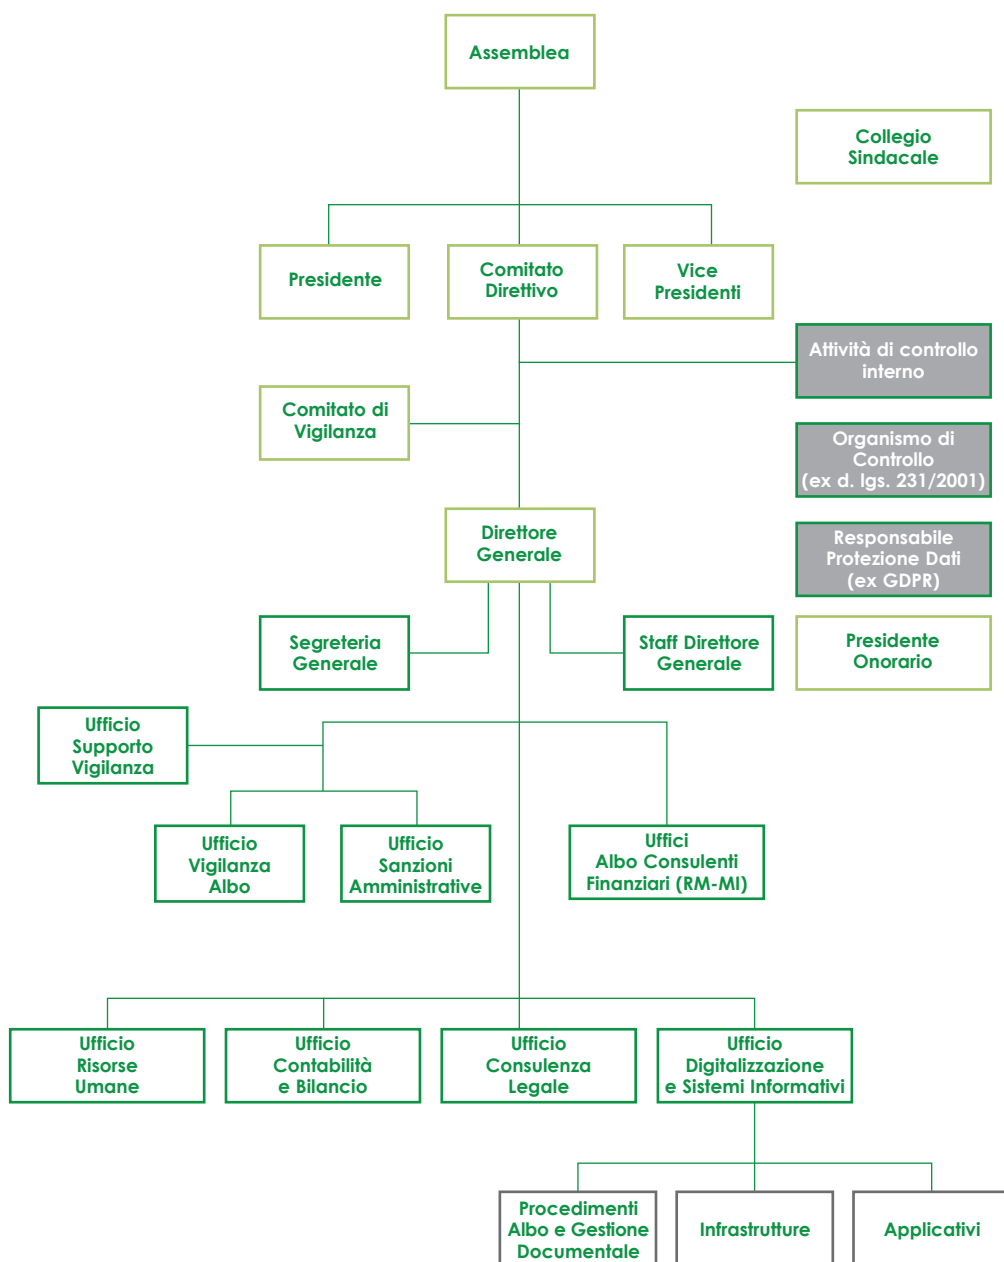 Assemblea
Collegio
Sindacale
Presidente
Comitato
Direttivo
Vice
Presidenti
Attività di controllo
interno
Comitato di
Vigilanza
Organismo di
Controllo
(ex d. lgs. 231/2001)
Direttore
Generale
Responsabile
Protezione Dati
(ex GDPR)
Segreteria
Generale
Staff Direttore
Generale
Presidente
Onorario
Ufficio
Supporto
Vigilanza
Ufficio
Vigilanza
Albo
Ufficio
Sanzioni
Amministrative
Uffici
Albo Consulenti
Finanziari (RM-MI)
Ufficio
Risorse
Umane
Ufficio
Contabilità
e Bilancio
Ufficio
Consulenza
Legale
Ufficio
Digitalizzazione
e Sistemi Informativi
Procedimenti
Albo e Gestione
Documentale
Infrastrutture
Applicativi